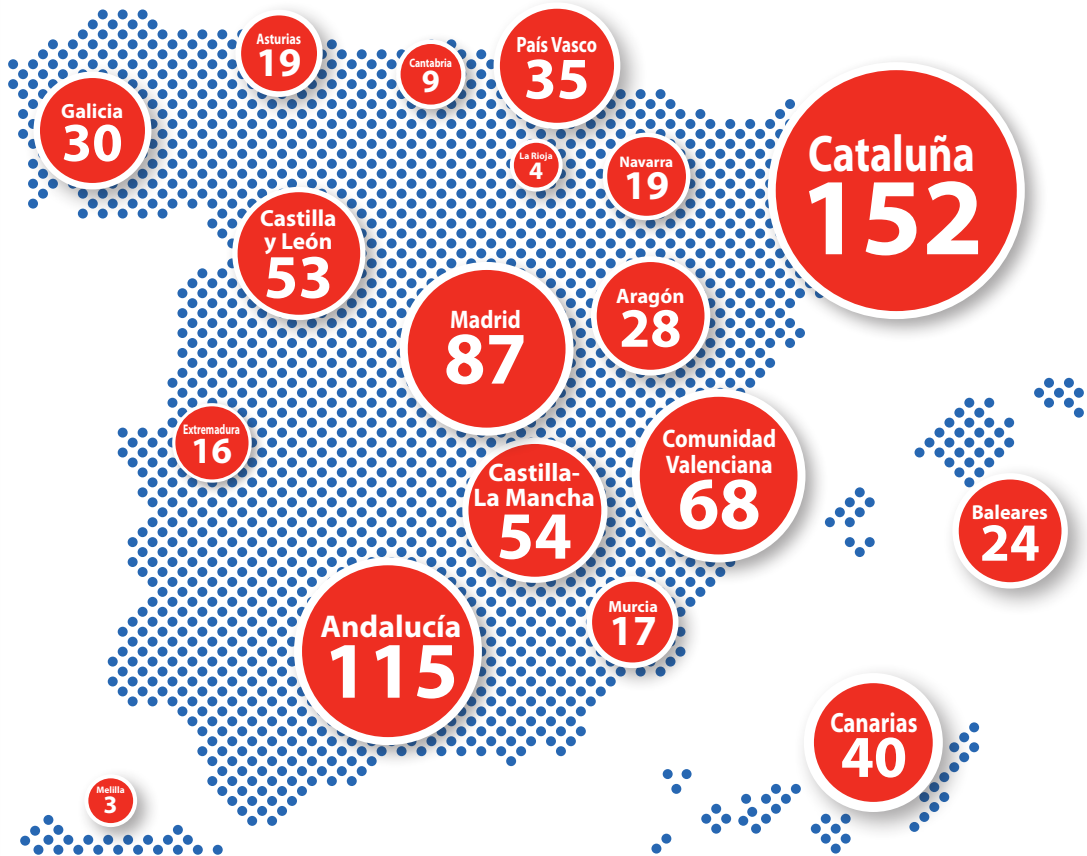 Asturias
19
Cantabria
9
País Vasco
35
Galicia
30
La Rioja
4
Navarra
19
Cataluña
152
Castilla
y León
53
Madrid
87
Aragón
28
Extremadura
16
Castilla-
La Mancha
54
Comunidad
Valenciana
68
Baleares
24
Andalucía
115
Murcia
17
Canarias
40
Melilla
3